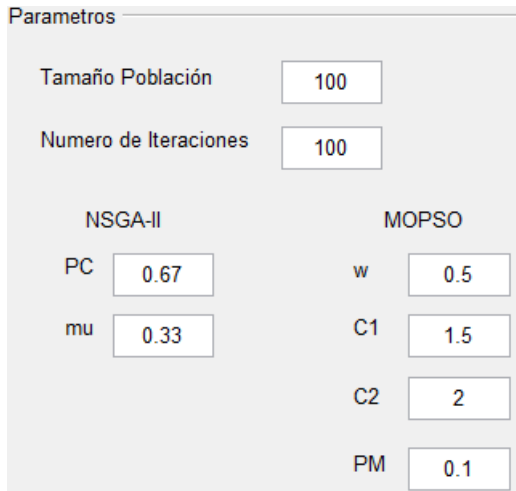 Parametros
Tamaño Población 100
Numero de Iteraciones 100
NSGA-II MOPSO
PC 0.67 w 0.5
mu 0.33 C1 1.5
C2 2
PM 0.1